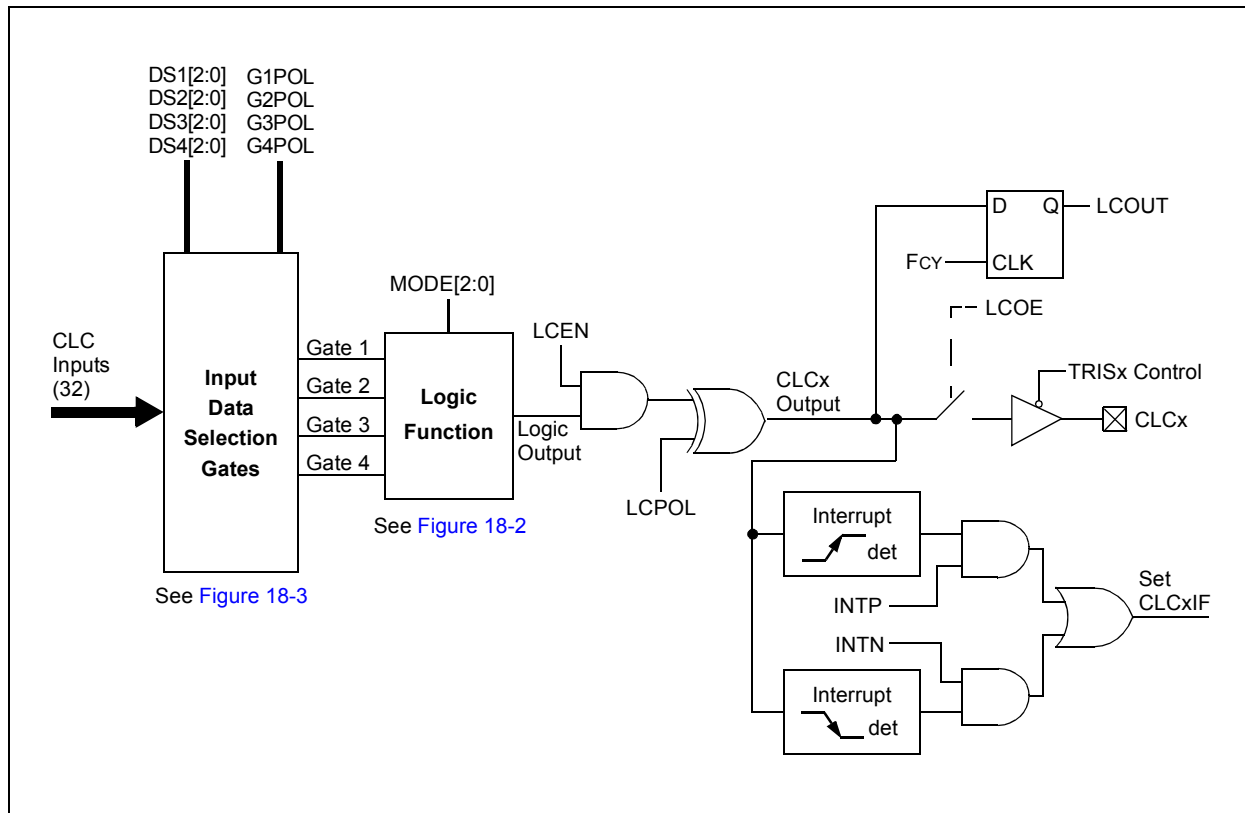 DS1[2:0] G1POL
DS2[2:0] G2POL
DS3[2:0] G3POL
DS4[2:0] G4POL
D Q
LCOUT
FCY
CLK
MODE[2:0]
LCOE
LCEN
CLC
Inputs
(32)
Gate 1
Gate 2
Gate 3
Gate 4
Input
Data
Selection
Gates
Logic
Function
Logic
Output
CLCx
Output
TRISx Control
CLCx
LCPOL
See Figure 18-2
See Figure 18-3
Interrupt
det
INTP
Set
CLCxIF
INTN
Interrupt
det